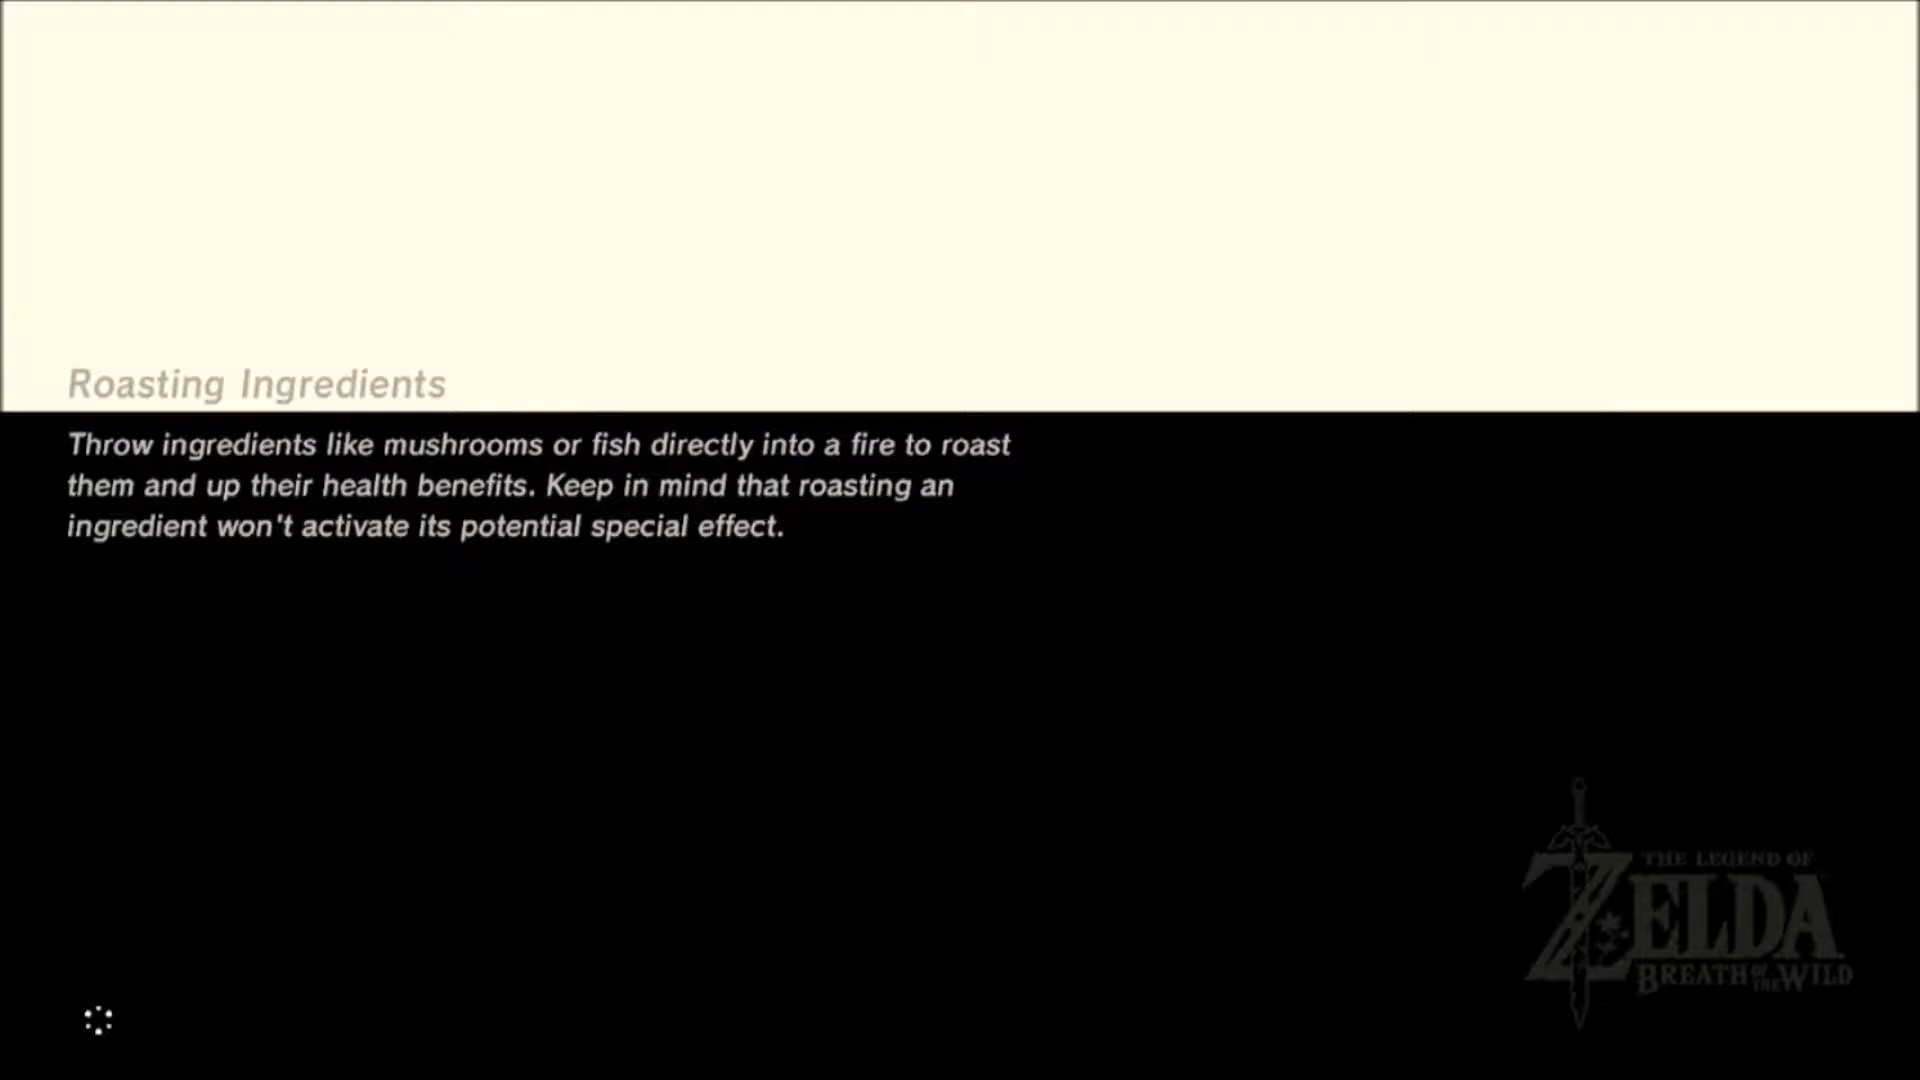 Roasting Ingredients
Throw ingredients like mushrooms or fish directly into a fire to roast
them and up their health benefits. Keep in mind that roasting an
ingredient won't activate its potential special effect.
THE LEGEND OF
ZELDA
BREATH OF THE WILD